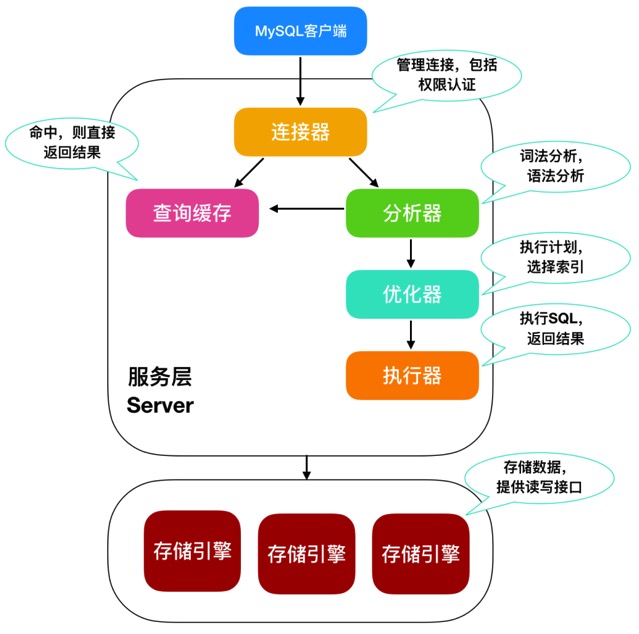 MySQL客户端
管理连接，包括
权限认证
连接器
命中，则直接
返回结果
词法分析，
语法分析
查询缓存
分析器
执行计划，
选择索引
优化器
执行SQL，
返回结果
执行器
服务层
Server
存储数据，
提供读写接口
存储引擎
存储引擎
存储引擎